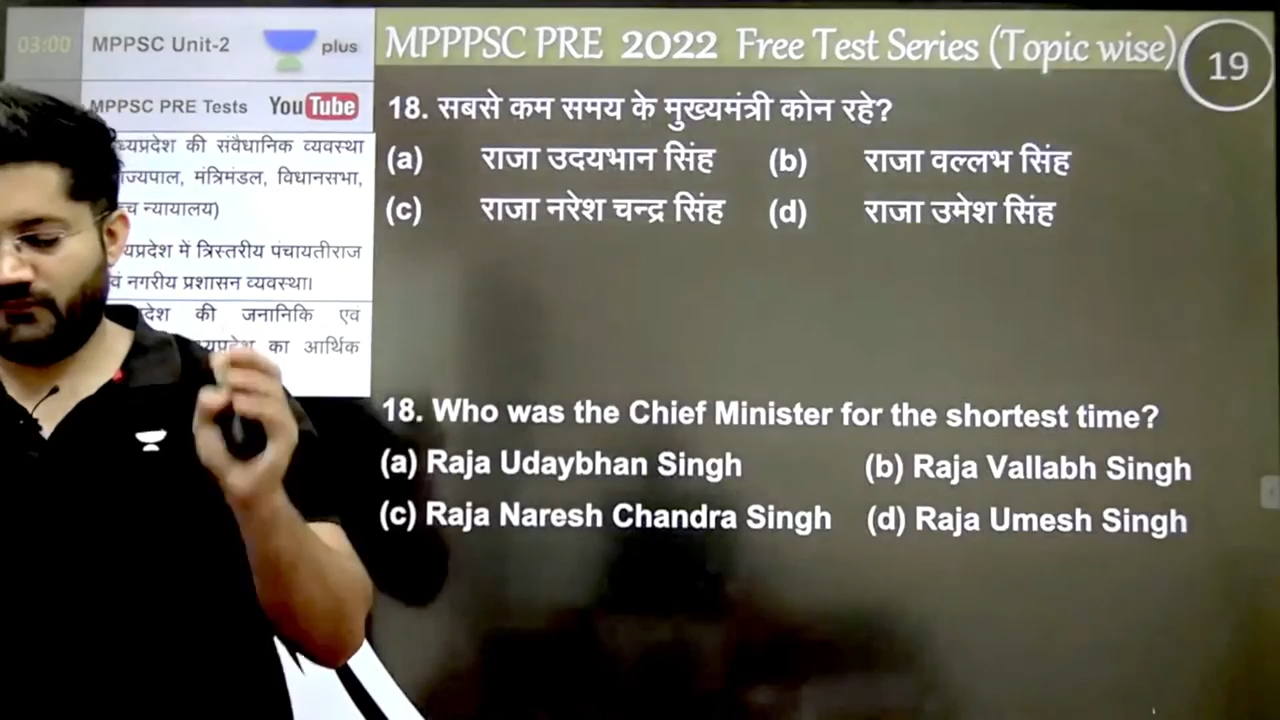 03:00 MPPSC Unit-2 plus
MPPSC PRE Tests YouTube
की संवैधानिक व्यवस्था
मंत्रिमंडल, विधानसभा,
न्यायालय)
में त्रिस्तरीय पंचायतीराज
नगरीय प्रशासन व्यवस्था।
की जनानिकि एवं
का आर्थिक
MPPPSC PRE 2022 Free Test Series (Topic wise)
19
18. सबसे कम समय के मुख्यमंत्री कोन रहे?
(a) राजा उदयभान सिंह (b) राजा वल्लभ सिंह
(c) राजा नरेश चन्द्र सिंह (d) राजा उमेश सिंह
18. Who was the Chief Minister for the shortest time?
(a) Raja Udaybhan Singh (b) Raja Vallabh Singh
(c) Raja Naresh Chandra Singh (d) Raja Umesh Singh